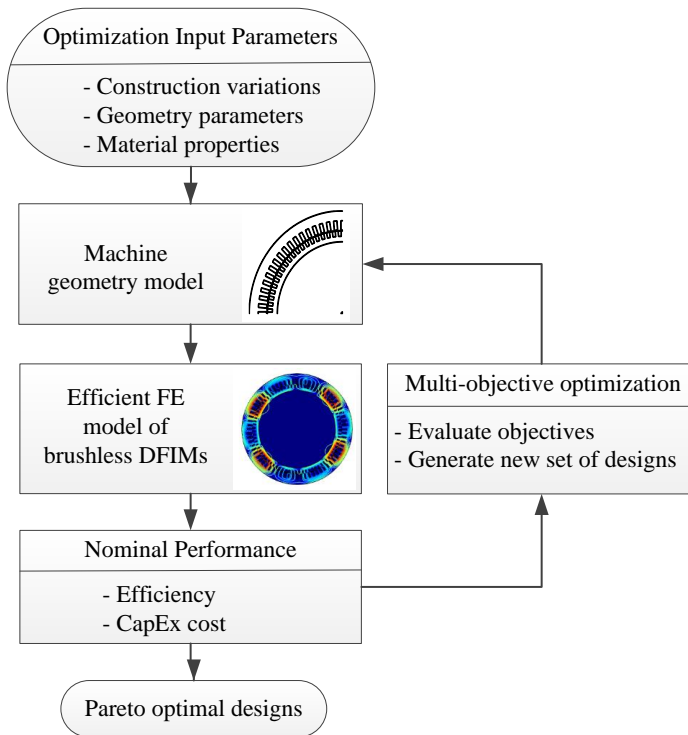 Optimization Input Parameters
- Construction variations
- Geometry parameters
- Material properties
Machine
geometry model
Efficient FE
model of
brushless DFIMs
Multi-objective optimization
- Evaluate objectives
- Generate new set of designs
Nominal Performance
- Efficiency
- CapEx cost
Pareto optimal designs